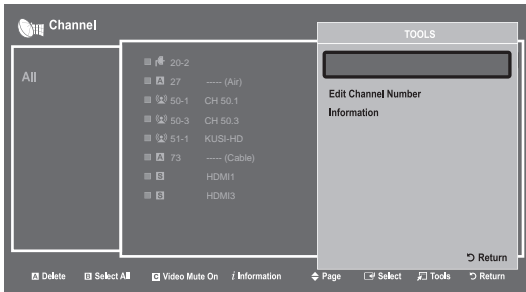 Channel
TOOLS
All
20-2
A 27 ----- (Air)
50-1 CH 50.1
50-3 CH 50.3
51-1 KUSI-HD
A 73 ----- (Cable)
S HDMI1
S HDMI3
Edit Channel Number
Information
Return
A Delete B Select All C Video Mute On i Information Page Select Tools Return